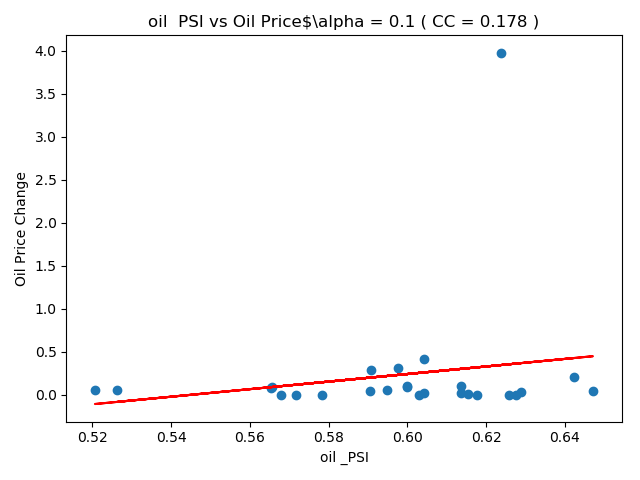 oil  PSI vs Oil Price$\alpha = 0.1 ( CC = 0.178 )
4.0
3.5
3.0
2.5
2.0
1.5
1.0
0.5
0.0
Oil Price Change
0.52 0.54 0.56 0.58 0.60 0.62 0.64
oil _PSI